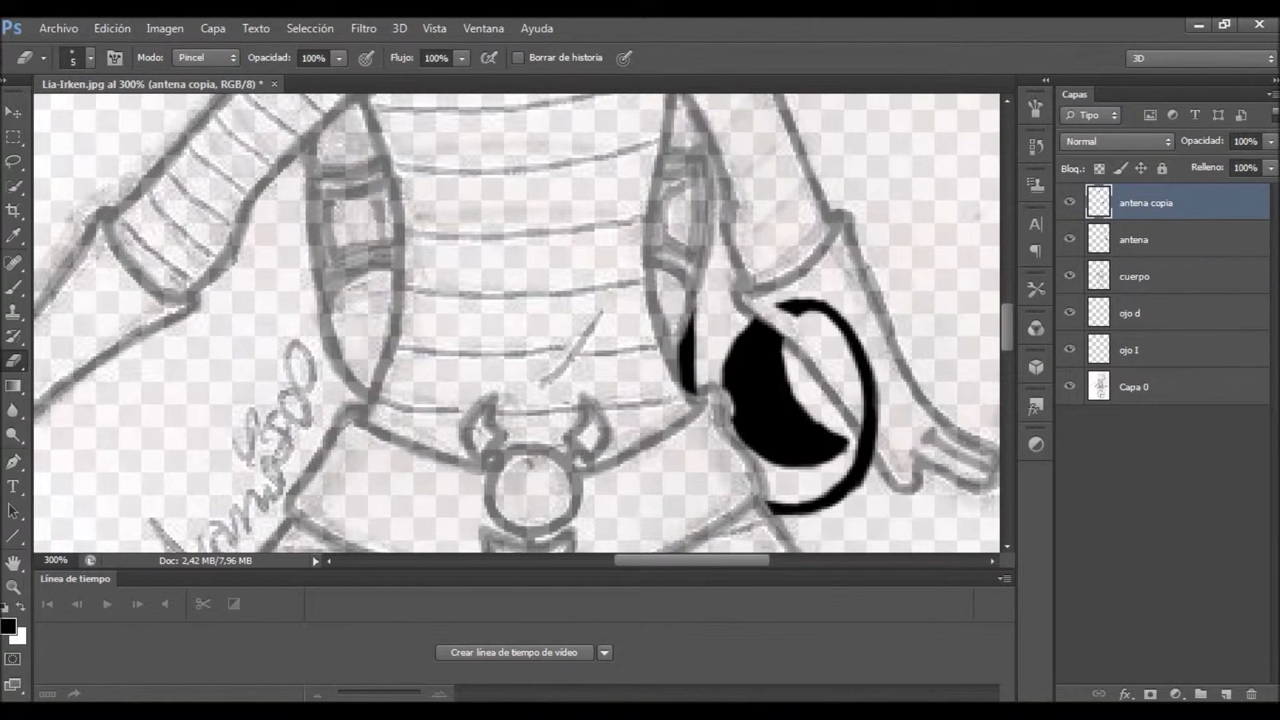 Ps Archivo Edición Imagen Capa Texto Selección Filtro 3D Vista Ventana Ayuda
5 Modo: Pincel Opacidad: 100% Flujo: 100% Borrar de historia 3D
Lia-Irken.jpg al 300% (antena copia, RGB/8) * ×
Capas
Tipo
Normal Opacidad: 100%
Bloq.: Relleno: 100%
antena copia
antena
cuerpo
ojo d
ojo I
Capa 0
300% Doc: 2,42 MB/7,96 MB
Línea de tiempo
Crear línea de tiempo de vídeo